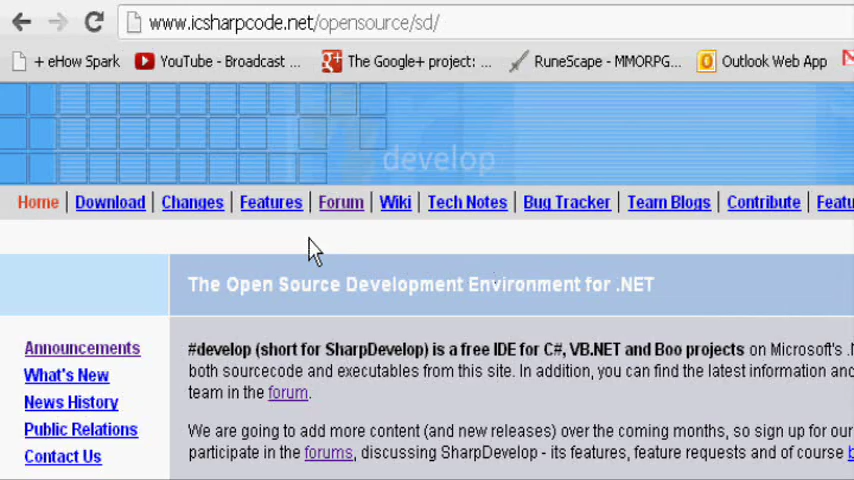 www.icsharpcode.net/opensource/sd/
+ eHow Spark YouTube - Broadcast ... The Google+ project: ... RuneScape - MMORPG... Outlook Web App
develop
Home | Download | Changes | Features | Forum | Wiki | Tech Notes | Bug Tracker | Team Blogs | Contribute | Featu
The Open Source Development Environment for .NET
Announcements
What's New
News History
Public Relations
Contact Us
#develop (short for SharpDevelop) is a free IDE for C#, VB.NET and Boo projects on Microsoft's .N
both sourcecode and executables from this site. In addition, you can find the latest information and
team in the forum.
We are going to add more content (and new releases) over the coming months, so sign up for our
participate in the forums, discussing SharpDevelop - its features, feature requests and of course b